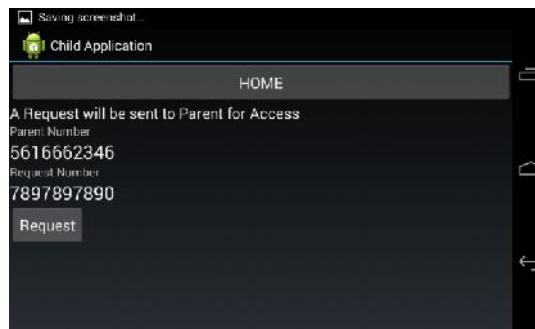 Saving screenshot...
Child Application
HOME
A Request will be sent to Parent for Access
Parent Number
5616662346
Request Number
7897897890
Request